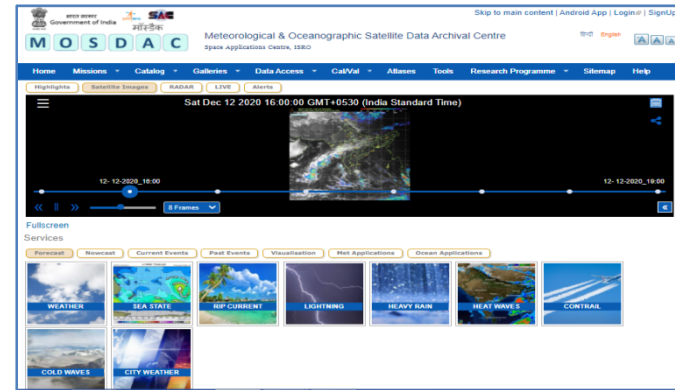 Skip to main content | Android App | Login | SignUp
भारत सरकार
Government of India
मॉस्डैक
SAC
MOSDAC
Meteorological & Oceanographic Satellite Data Archival Centre
Space Applications Centre, ISRO
हिन्दी English
A A A
Home Missions Catalog Galleries Data Access Cal/Val Atlases Tools Research Programme Sitemap Help
Highlights Satellite Images RADAR LIVE Alerts
Sat Dec 12 2020 16:00:00 GMT+0530 (India Standard Time)
12- 12-2020_16:00 12- 12-2020_19:00
8 Frames
Fullscreen
Services
Forecast Nowcast Current Events Past Events Visualisation Met Applications Ocean Applications
WEATHER SEA STATE RIP CURRENT LIGHTNING HEAVY RAIN HEAT WAVES CONTRAIL
COLD WAVES CITY WEATHER